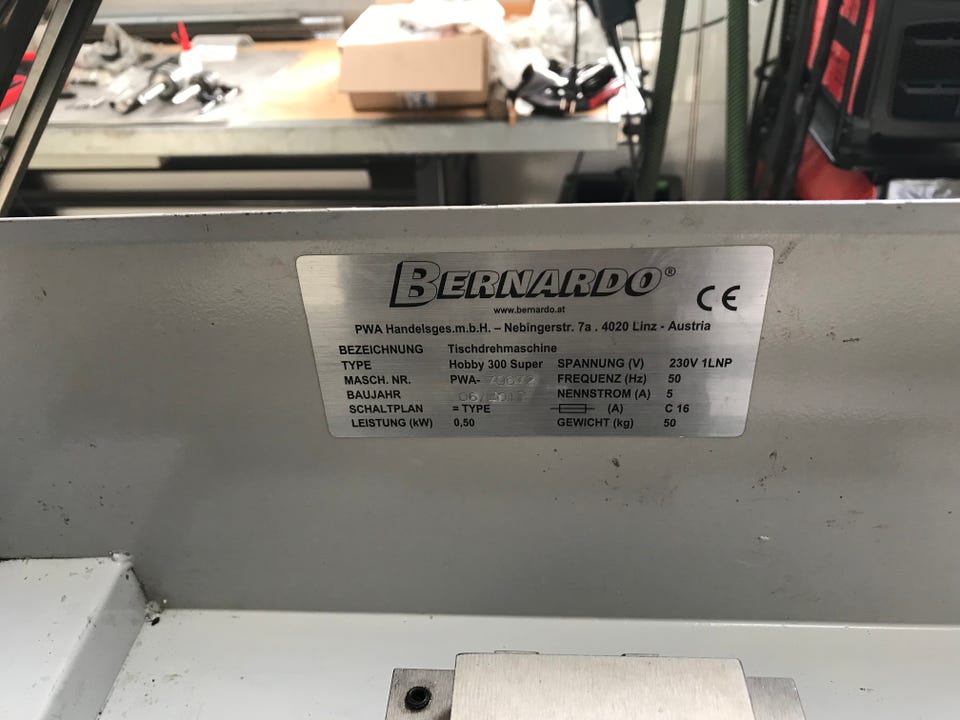 BERNARDO®
CE
www.bernardo.at
PWA Handelsges.m.b.H. – Nebingerstr. 7a . 4020 Linz - Austria
BEZEICHNUNG Tischdrehmaschine
TYPE Hobby 300 Super SPANNUNG (V) 230V 1LNP
MASCH. NR. PWA- FREQUENZ (Hz) 50
BAUJAHR NENNSTROM (A) 5
SCHALTPLAN = TYPE (A) C 16
LEISTUNG (kW) 0,50 GEWICHT (kg) 50